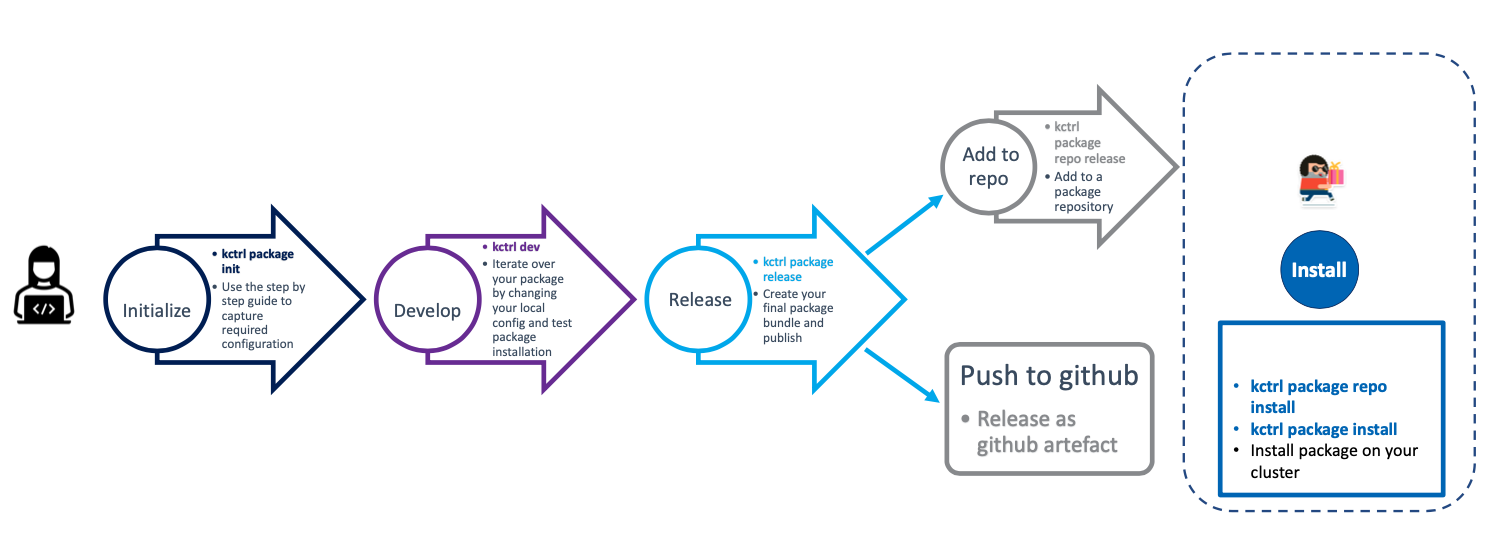 </>
Initialize
• kctrl package
init
• Use the step by
step guide to
capture
required
configuration
Develop
• kctrl dev
• Iterate over
your package
by changing
your local
config and test
package
installation
Release
• kctrl package
release
• Create your
final package
bundle and
publish
Add to
repo
• kctrl
package
repo release
• Add to a
package
repository
Push to github
• Release as
github artefact
Install
• kctrl package repo
install
• kctrl package install
• Install package on your
cluster